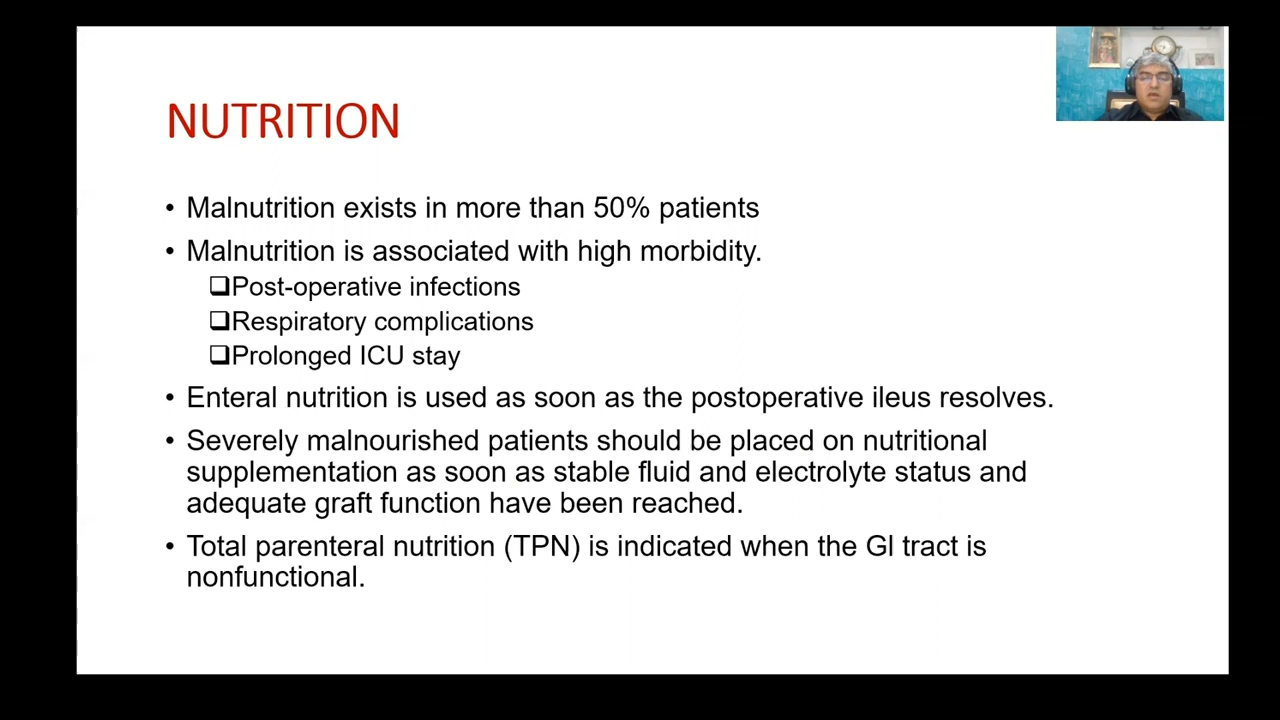 NUTRITION
• Malnutrition exists in more than 50% patients
• Malnutrition is associated with high morbidity.
❑Post-operative infections
❑Respiratory complications
❑Prolonged ICU stay
• Enteral nutrition is used as soon as the postoperative ileus resolves.
• Severely malnourished patients should be placed on nutritional
supplementation as soon as stable fluid and electrolyte status and
adequate graft function have been reached.
• Total parenteral nutrition (TPN) is indicated when the Gl tract is
nonfunctional.